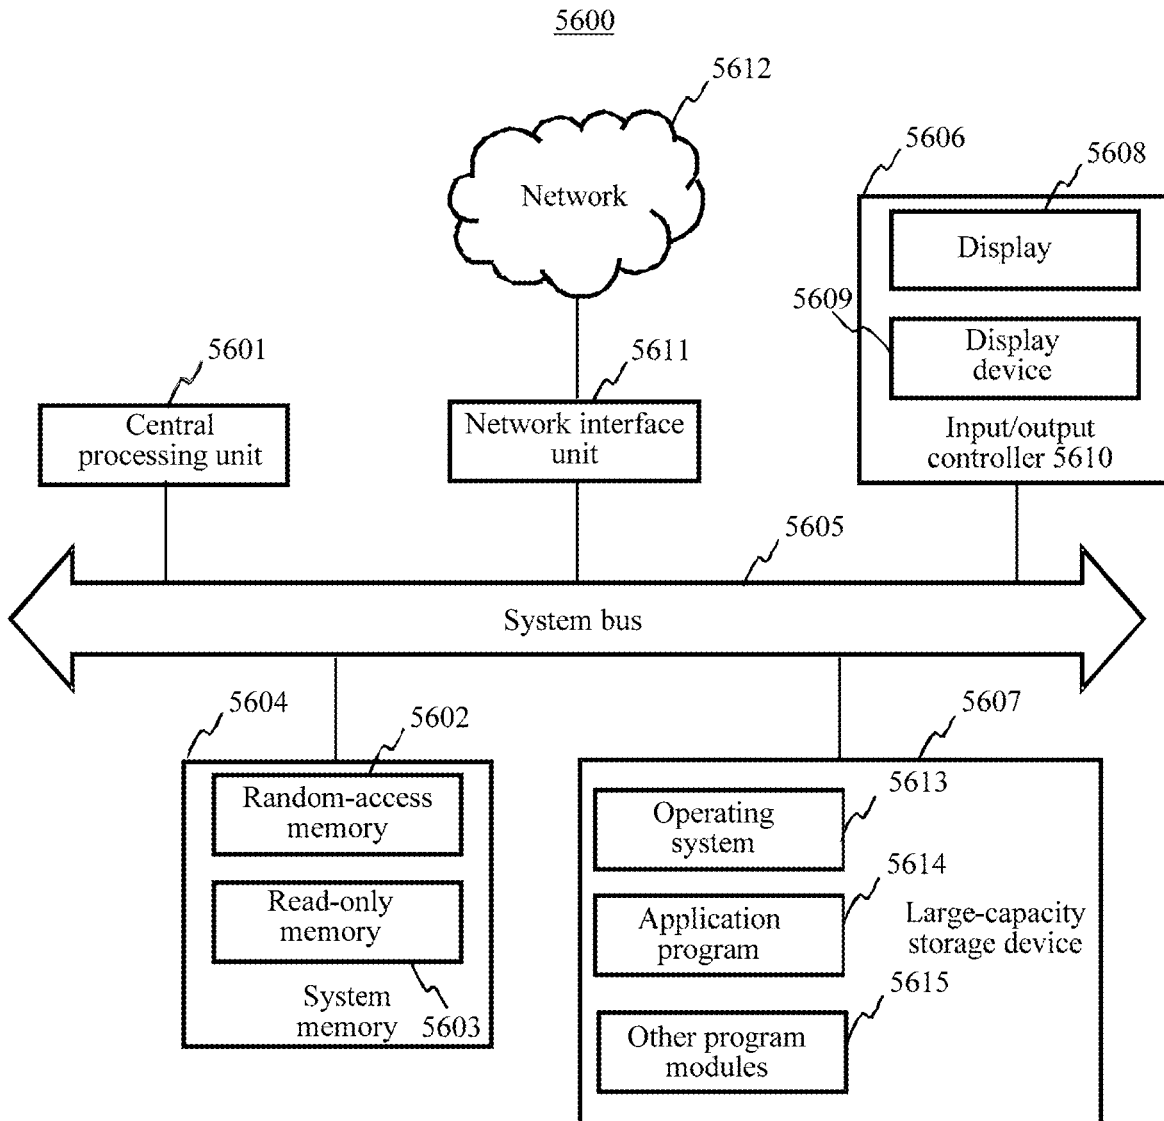 5600
5612
Network
5606
5608
Display
5609
Display
device
Input/output
controller 5610
5601
Central
processing unit
5611
Network interface
unit
5605
System bus
5604
5602
Random-access
memory
Read-only
memory
System
memory
5603
5607
5613
Operating
system
5614
Application
program
Large-capacity
storage device
5615
Other program
modules